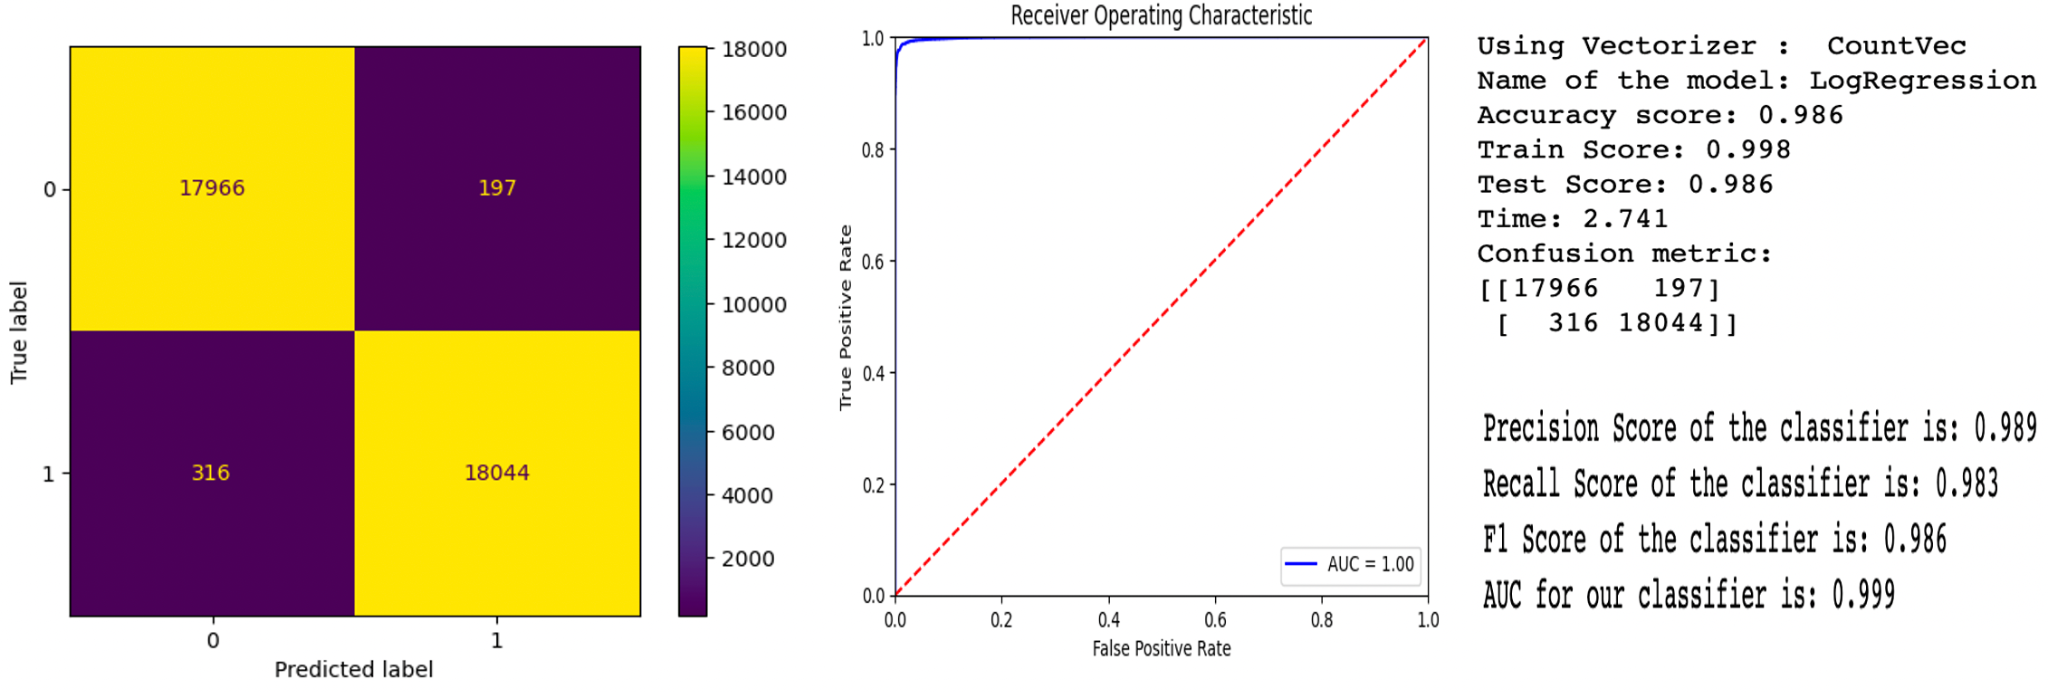 0
17966
197
1
316
18044
True label
0
1
Predicted label
18000
16000
14000
12000
10000
8000
6000
4000
2000
Receiver Operating Characteristic
1.0
0.8
0.6
0.4
0.2
0.0
True Positive Rate
AUC = 1.00
0.0 0.2 0.4 0.6 0.8 1.0
False Positive Rate
Using Vectorizer :  CountVec
Name of the model: LogRegression
Accuracy score: 0.986
Train Score: 0.998
Test Score: 0.986
Time: 2.741
Confusion metric:
[[17966   197]
 [  316 18044]]
Precision Score of the classifier is: 0.989
Recall Score of the classifier is: 0.983
F1 Score of the classifier is: 0.986
AUC for our classifier is: 0.999